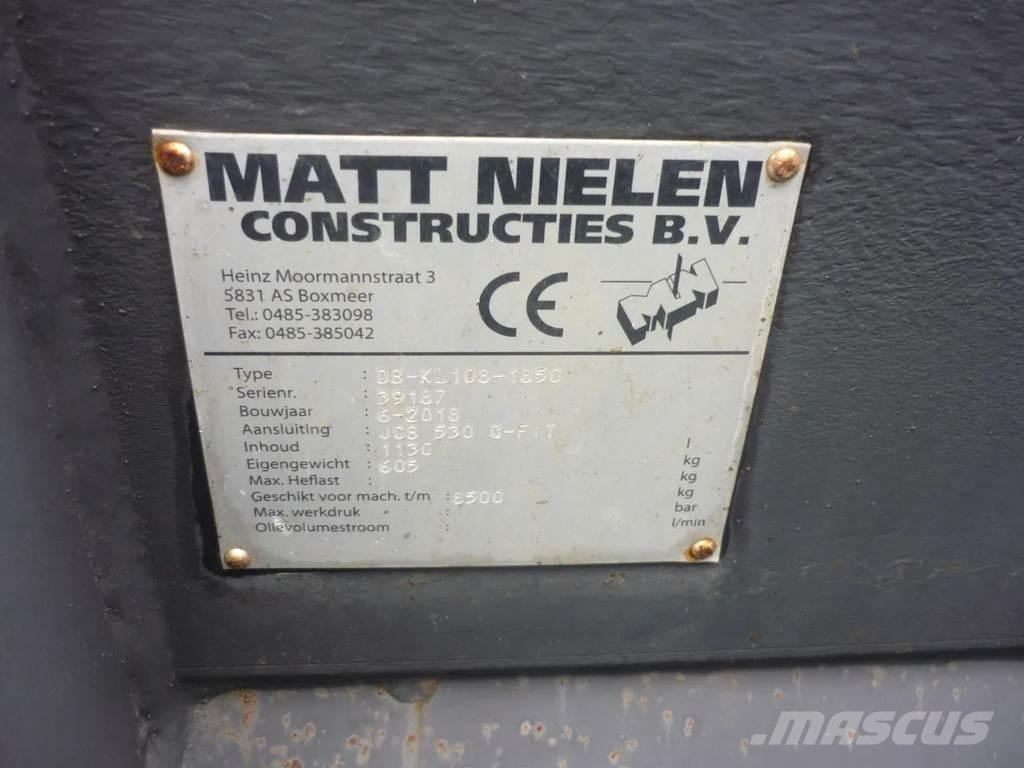 MATT NIELEN
CONSTRUCTIES B.V.
Heinz Moormannstraat 3
5831 AS Boxmeer
Tel.: 0485-383098
Fax: 0485-385042
CE
MN
Type : DB-KL108-1850
Serienr. : 39187
Bouwjaar : 6-2018
Aansluiting : JCB 530 Q-FIT
Inhoud : 1130 l
Eigengewicht : 605 kg
Max. Heflast : kg
Geschikt voor mach. t/m : 8500 kg
Max. werkdruk : bar
Olievolumestroom : l/min
MASCUS